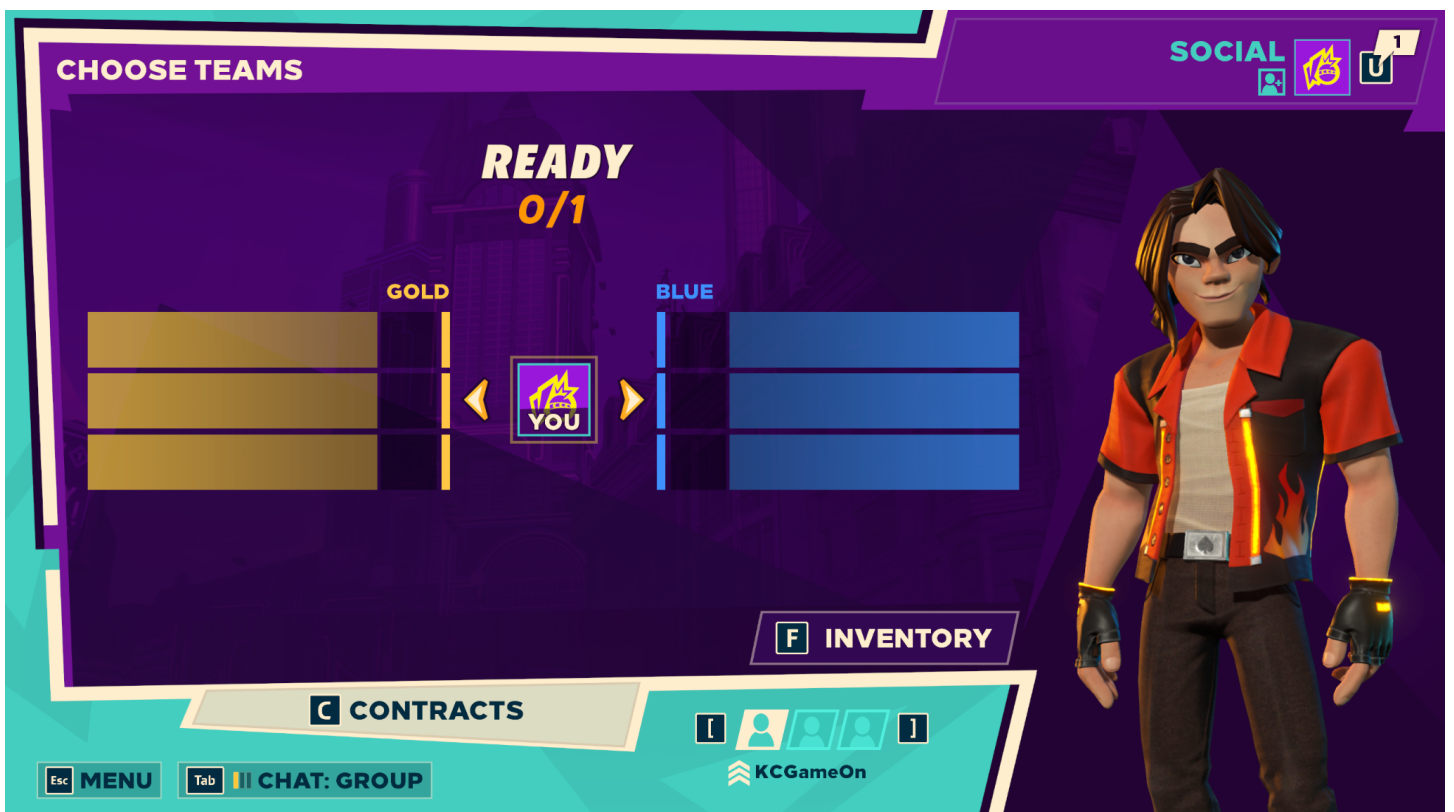 CHOOSE TEAMS
SOCIAL
U
1
READY
0/1
GOLD
BLUE
YOU
F INVENTORY
C CONTRACTS
[ ]
KCGameOn
Esc MENU
Tab CHAT: GROUP